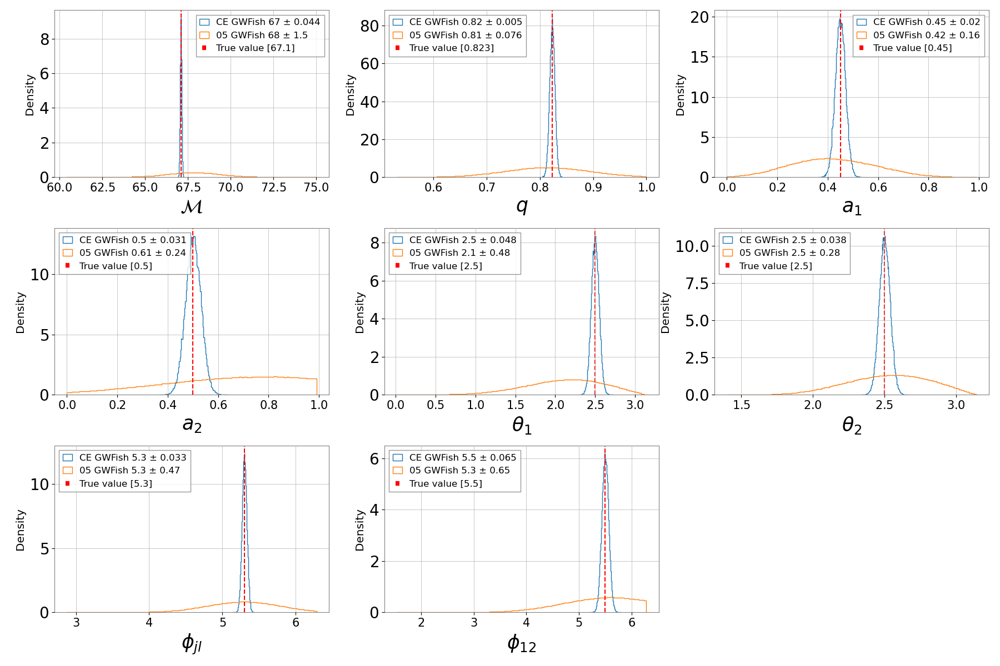 CE GWFish 67 ± 0.044
05 GWFish 68 ± 1.5
True value [67.1]
Density
8
6
4
2
0
60.0 62.5 65.0 67.5 70.0 72.5 75.0
ℳ
CE GWFish 0.82 ± 0.005
05 GWFish 0.81 ± 0.076
True value [0.823]
Density
80
60
40
20
0
0.6 0.7 0.8 0.9 1.0
q
CE GWFish 0.45 ± 0.02
05 GWFish 0.42 ± 0.16
True value [0.45]
Density
20
15
10
5
0
0.0 0.2 0.4 0.6 0.8 1.0
a₁
CE GWFish 0.5 ± 0.031
05 GWFish 0.61 ± 0.24
True value [0.5]
Density
10
5
0
0.0 0.2 0.4 0.6 0.8 1.0
a₂
CE GWFish 2.5 ± 0.048
05 GWFish 2.1 ± 0.48
True value [2.5]
Density
8
6
4
2
0
0.0 0.5 1.0 1.5 2.0 2.5 3.0
θ₁
CE GWFish 2.5 ± 0.038
05 GWFish 2.5 ± 0.28
True value [2.5]
Density
10.0
7.5
5.0
2.5
0.0
1.5 2.0 2.5 3.0
θ₂
CE GWFish 5.3 ± 0.033
05 GWFish 5.3 ± 0.47
True value [5.3]
Density
10
5
0
3 4 5 6
ϕjl
CE GWFish 5.5 ± 0.065
05 GWFish 5.3 ± 0.65
True value [5.5]
Density
6
4
2
0
2 3 4 5 6
ϕ₁₂